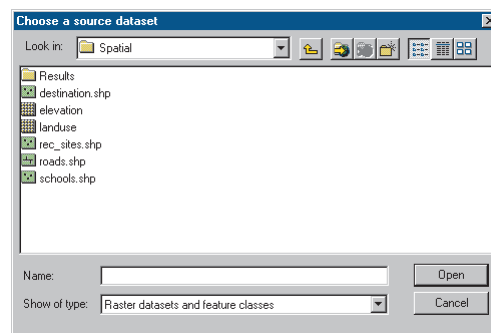 Choose a source dataset
Look in: Spatial
Results
destination.shp
elevation
landuse
rec_sites.shp
roads.shp
schools.shp
Name: Open
Show of type: Raster datasets and feature classes Cancel